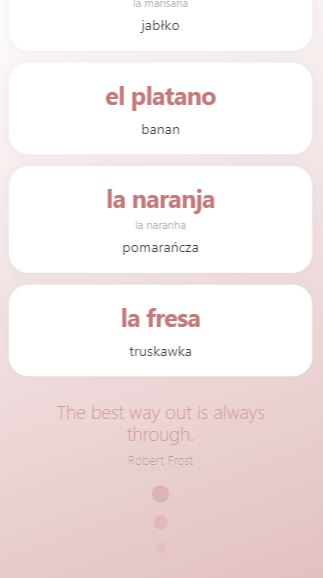 la mansana
jabłko
el platano
banan
la naranja
la naranha
pomarańcza
la fresa
truskawka
The best way out is always
through.
Robert Frost